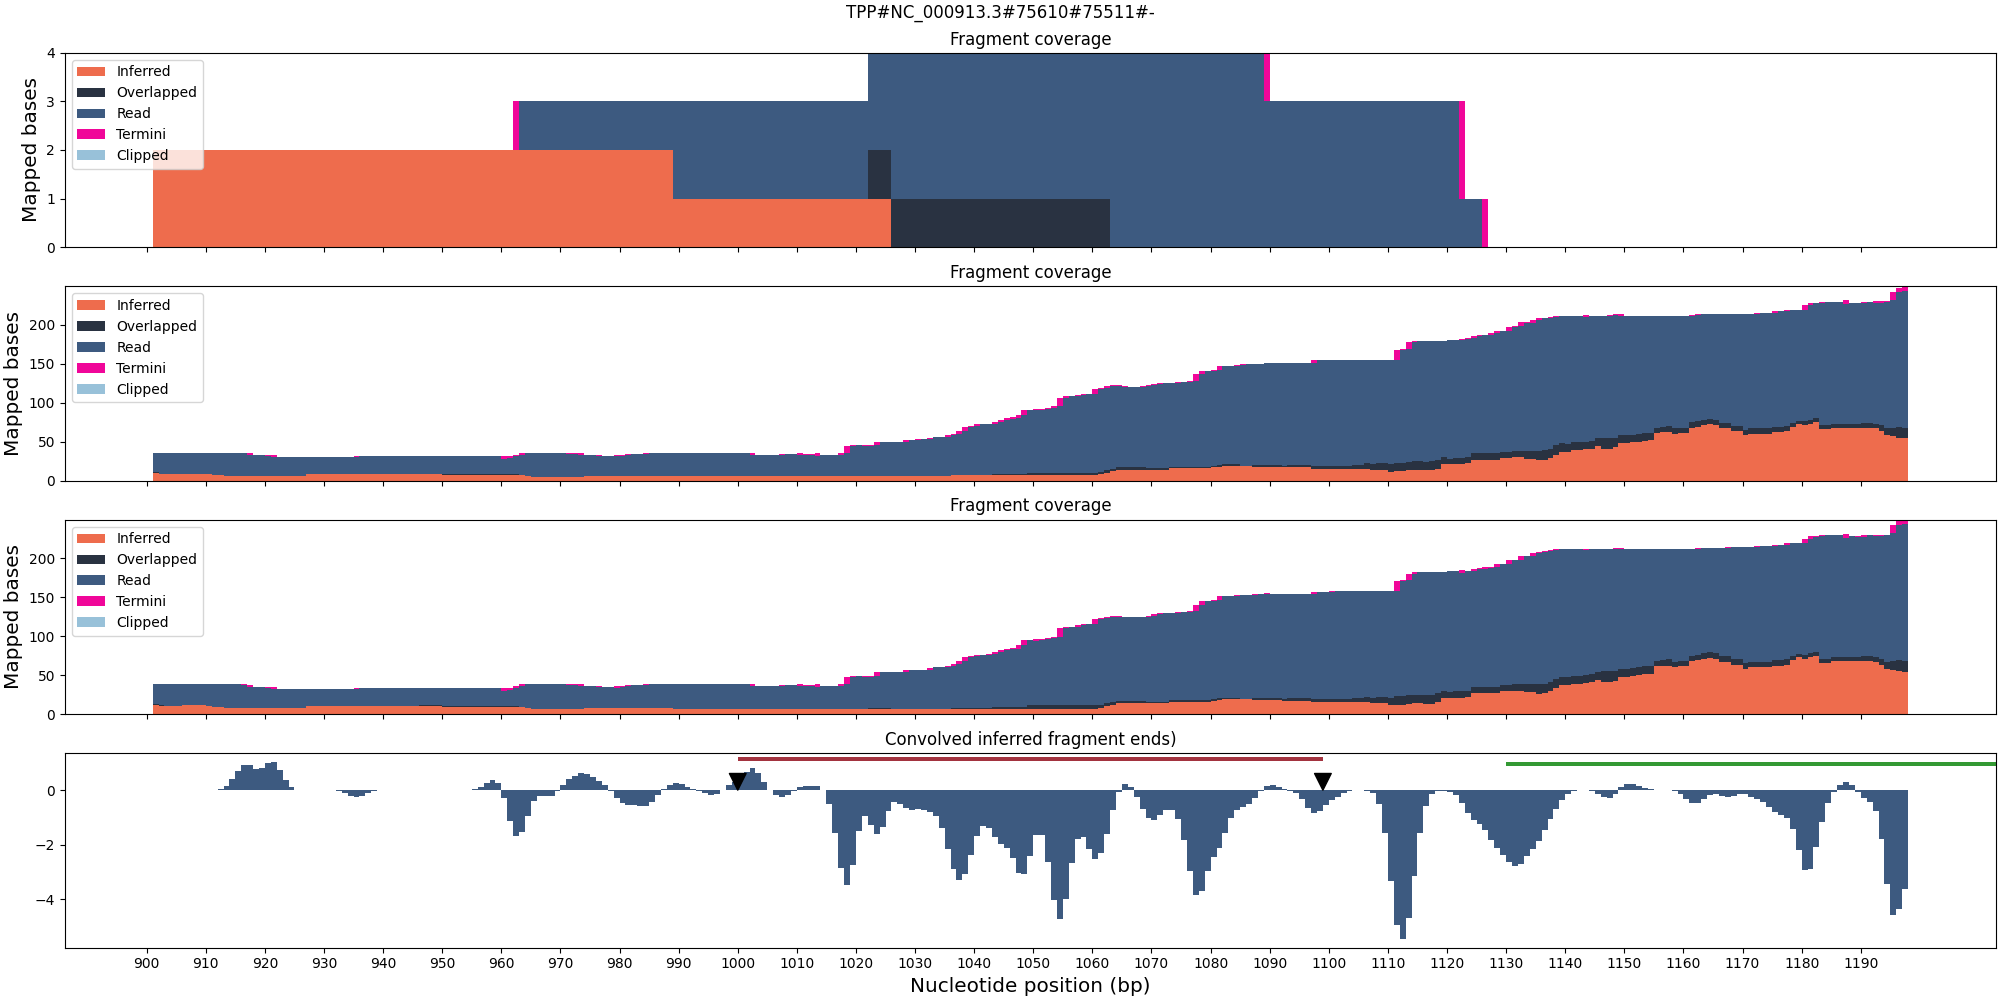 TPP#NC_000913.3#75610#75511#-
Fragment coverage
Mapped bases
4
3
2
1
0
Inferred
Overlapped
Read
Termini
Clipped
Fragment coverage
Mapped bases
200
150
100
50
0
Inferred
Overlapped
Read
Termini
Clipped
Fragment coverage
Mapped bases
200
150
100
50
0
Inferred
Overlapped
Read
Termini
Clipped
Convolved inferred fragment ends)
0
−2
−4
900 910 920 930 940 950 960 970 980 990 1000 1010 1020 1030 1040 1050 1060 1070 1080 1090 1100 1110 1120 1130 1140 1150 1160 1170 1180 1190
Nucleotide position (bp)